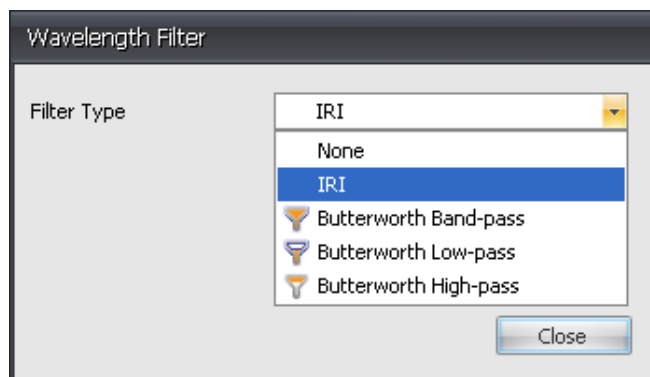 Wavelength Filter
Filter Type
IRI
None
IRI
Butterworth Band-pass
Butterworth Low-pass
Butterworth High-pass
Close